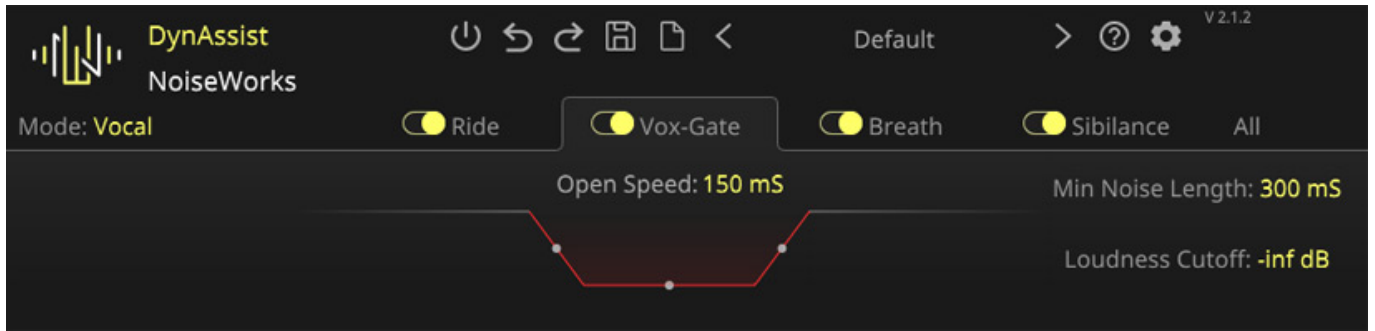 DynAssist
NoiseWorks
Default
V 2.1.2
Mode: Vocal
Ride
Vox-Gate
Breath
Sibilance
All
Open Speed: 150 mS
Min Noise Length: 300 mS
Loudness Cutoff: -inf dB